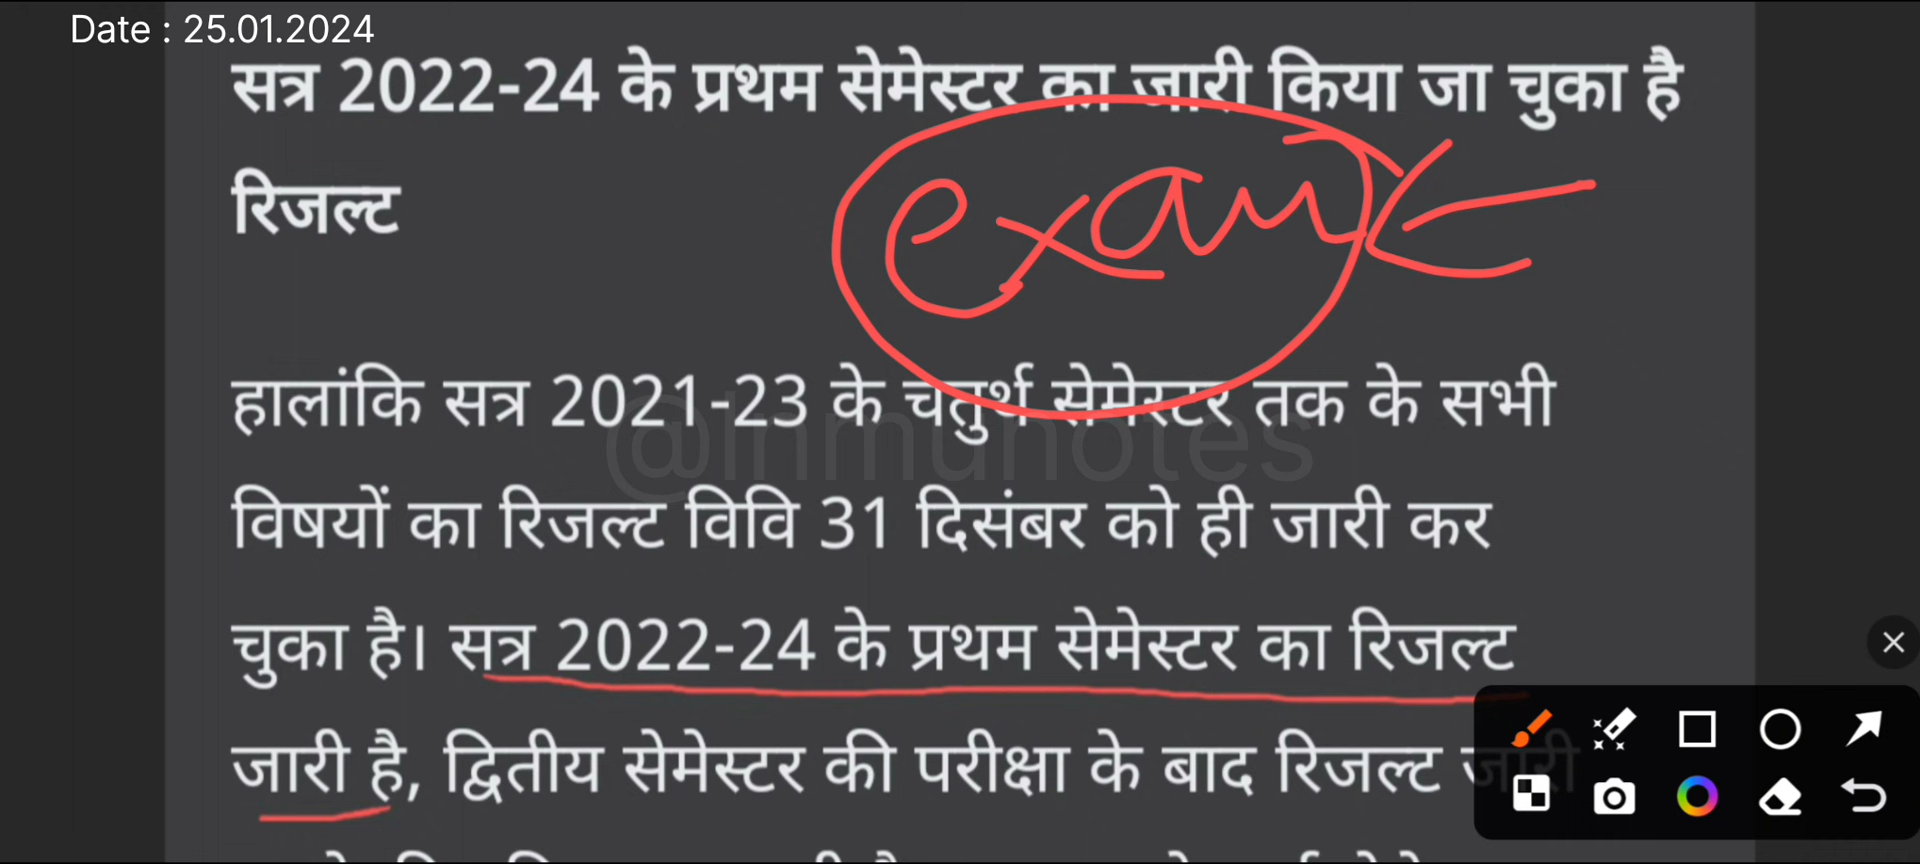 Date : 25.01.2024
सत्र 2022-24 के प्रथम सेमेस्टर का जारी किया जा चुका है
रिजल्ट
exam
हालांकि सत्र 2021-23 के चतुर्थ सेमेस्टर तक के सभी
@lnmunotes
विषयों का रिजल्ट विवि 31 दिसंबर को ही जारी कर
चुका है। सत्र 2022-24 के प्रथम सेमेस्टर का रिजल्ट
जारी है, द्वितीय सेमेस्टर की परीक्षा के बाद रिजल्ट जारी